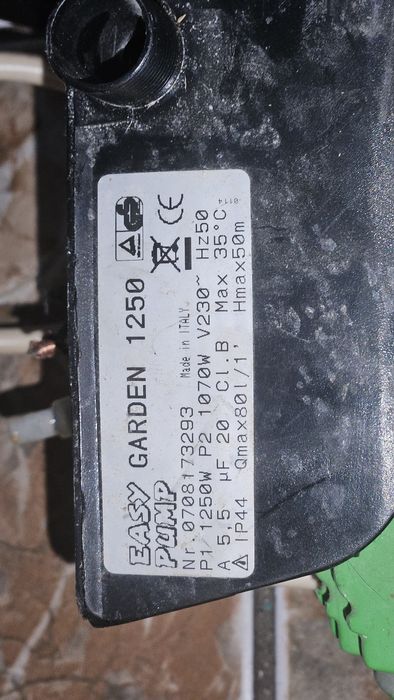 EASY
PUMP
GARDEN 1250
Nr 0708173293 Made in ITALY
P1 1250W P2 1070W V230~ Hz50
A 5,5 µF 20 Cl.B Max 35°C
IP44 Qmax80l/1' Hmax50m
0114